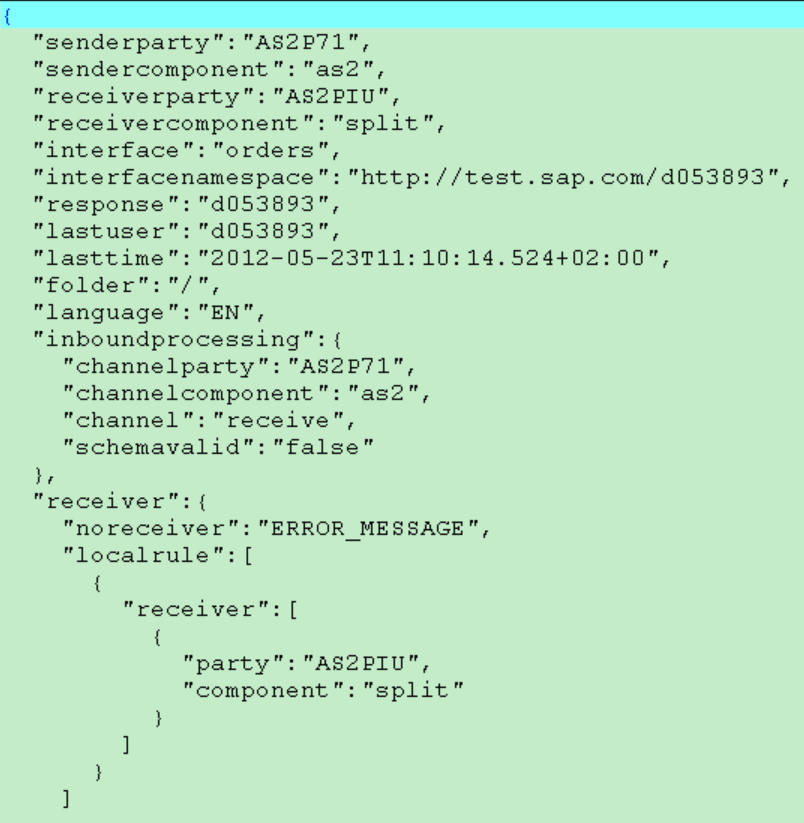 {
"senderparty":"AS2P71",
"sendercomponent":"as2",
"receiverparty":"AS2PIU",
"receivercomponent":"split",
"interface":"orders",
"interfacenamespace":"http://test.sap.com/d053893",
"response":"d053893",
"lastuser":"d053893",
"lasttime":"2012-05-23T11:10:14.524+02:00",
"folder":"/",
"language":"EN",
"inboundprocessing":{
"channelparty":"AS2P71",
"channelcomponent":"as2",
"channel":"receive",
"schemavalid":"false"
},
"receiver":{
"noreceiver":"ERROR_MESSAGE",
"localrule":[
{
"receiver":[
{
"party":"AS2PIU",
"component":"split"
}
]
}
]